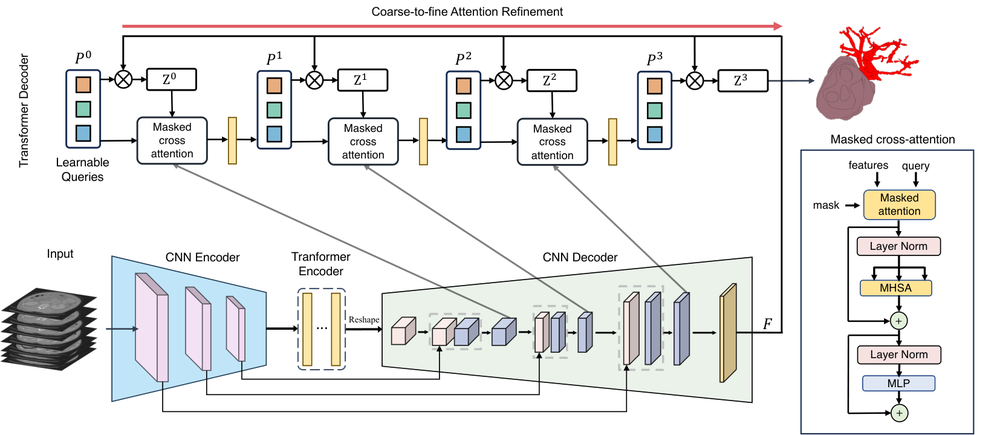 Coarse-to-fine Attention Refinement
Transformer Decoder
P⁰
Z⁰
P¹
Z¹
P²
Z²
P³
Z³
Masked
cross
attention
Masked
cross
attention
Masked
cross
attention
Learnable
Queries
Masked cross-attention
features
query
mask
Masked
attention
Layer Norm
MHSA
+
Layer Norm
MLP
+
Input
CNN Encoder
Tranformer
Encoder
...
Reshape
CNN Decoder
F